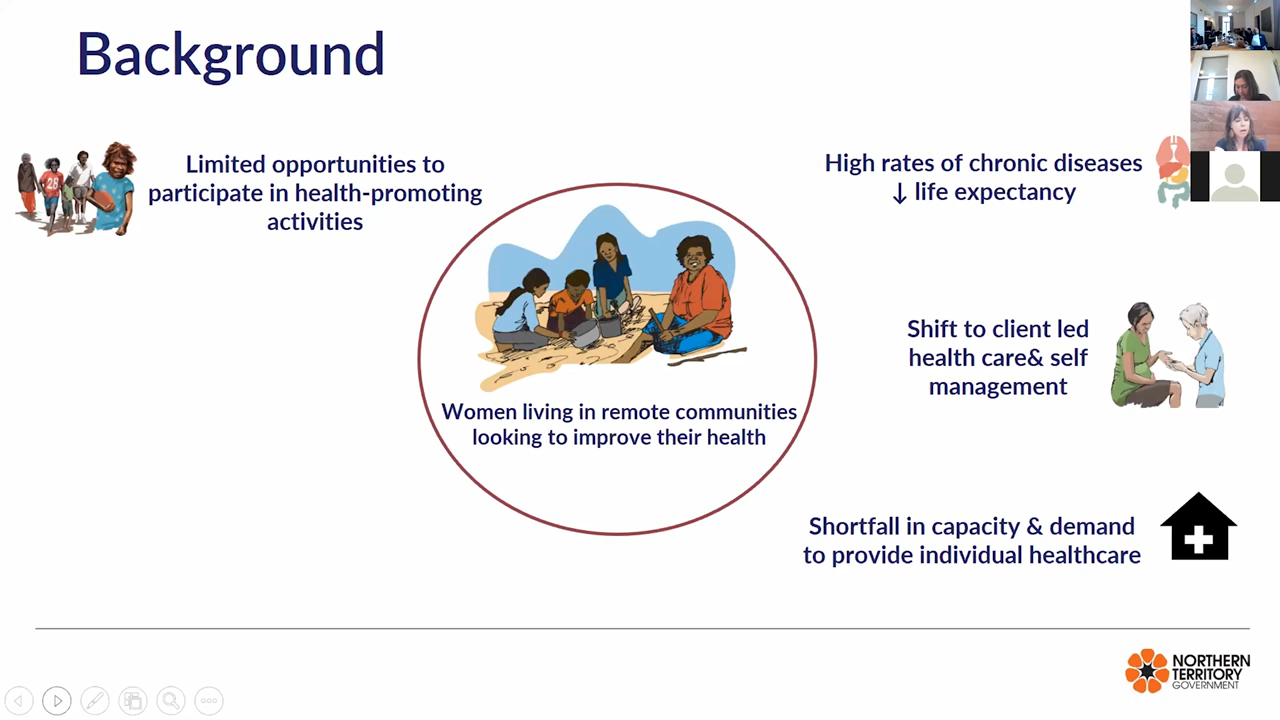 Background
Limited opportunities to
participate in health-promoting
activities
28
High rates of chronic diseases
↓ life expectancy
Women living in remote communities
looking to improve their health
Shift to client led
health care& self
management
Shortfall in capacity & demand
to provide individual healthcare
NORTHERN
TERRITORY
GOVERNMENT